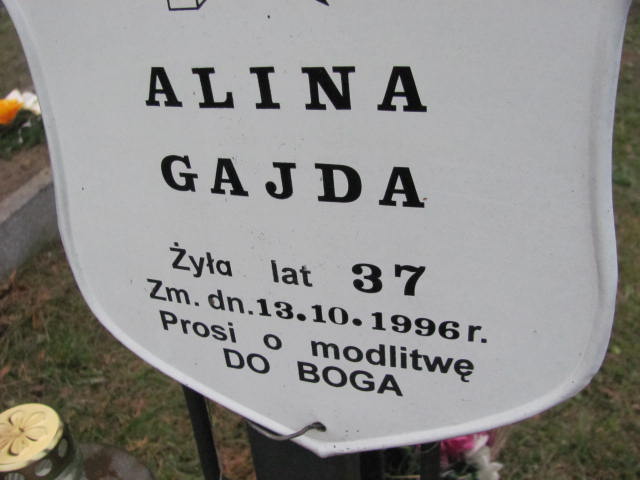 ALINA
GAJDA
Żyła lat 37
Zm. dn. 13.10.1996 r.
Prosi o modlitwę
DO BOGA